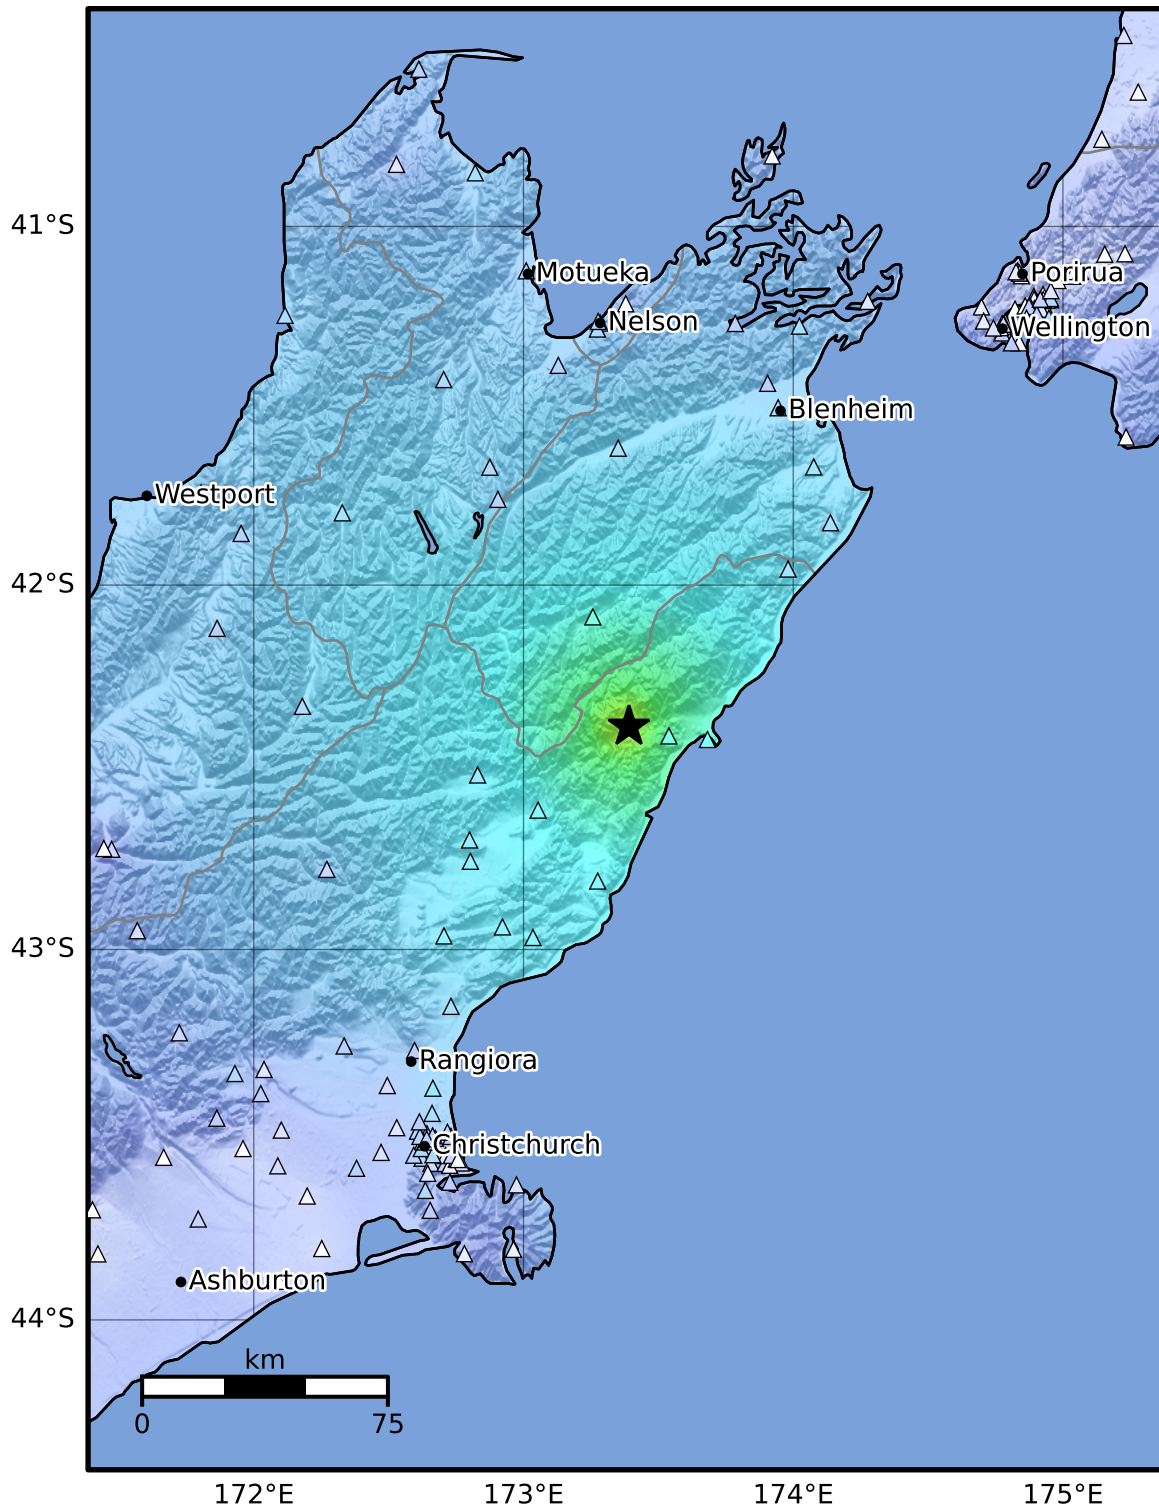 41°S
Motueka
Porirua
Nelson
Wellington
Blenheim
Westport
42°S
43°S
Rangiora
Christchurch
Ashburton
44°S
km
0
75
172°E
173°E
174°E
175°E